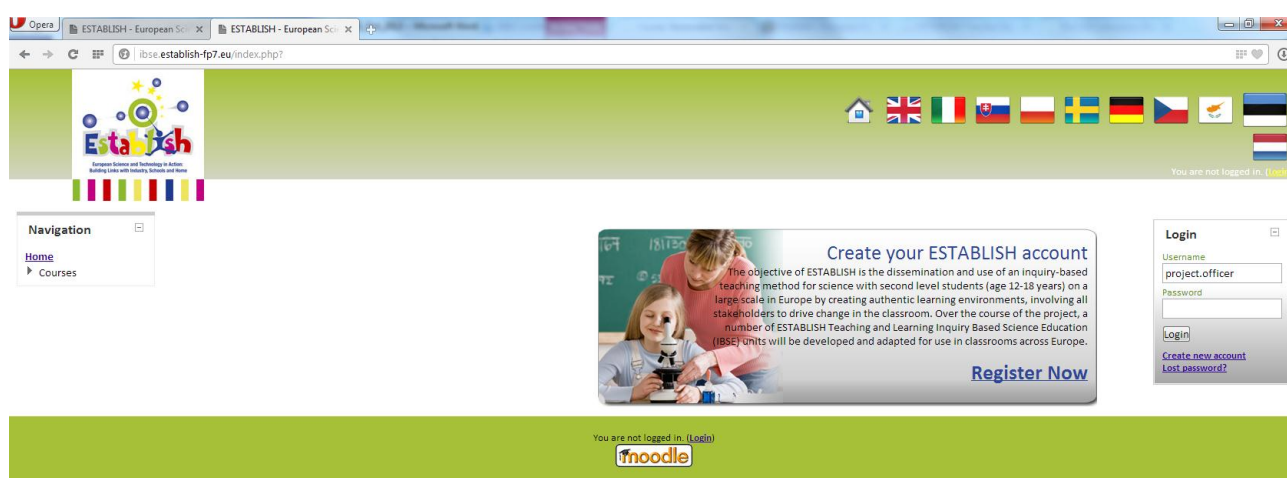 Opera
ESTABLISH - European Sci
ESTABLISH - European Sci
ibse.establish-fp7.eu/index.php?
Establish
European Science and Technology in Action:
Building Links with Industry, Schools and Home
You are not logged in. (Login
Navigation
Home
Courses
Create your ESTABLISH account
The objective of ESTABLISH is the dissemination and use of an inquiry-based
teaching method for science with second level students (age 12-18 years) on a
large scale in Europe by creating authentic learning environments, involving all
stakeholders to drive change in the classroom. Over the course of the project, a
number of ESTABLISH Teaching and Learning Inquiry Based Science Education
(IBSE) units will be developed and adapted for use in classrooms across Europe.
Register Now
Login
Username
project.officer
Password
Login
Create new account
Lost password?
You are not logged in. (Login)
moodle